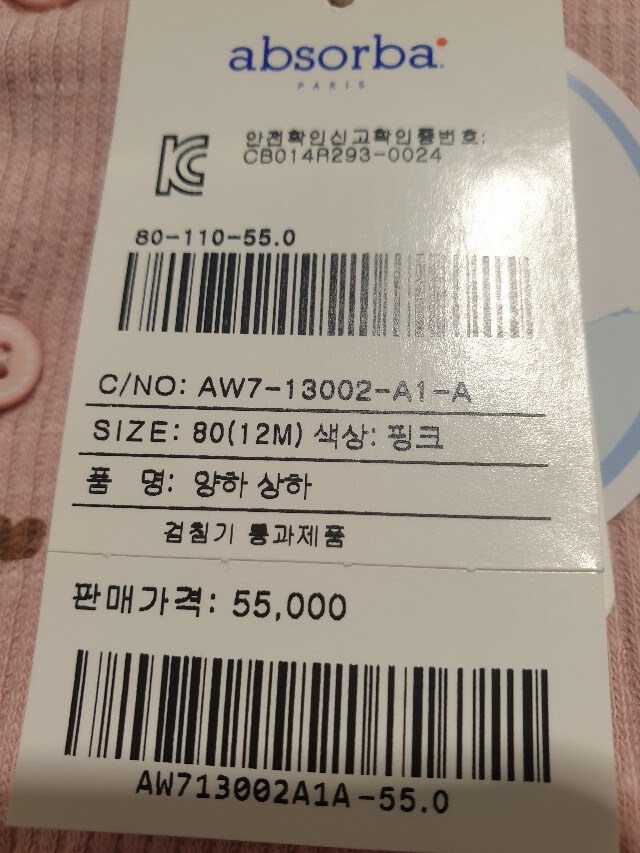 absorba
PARIS
안전확인신고확인증번호:
CB014R293-0024
80-110-55.0
C/NO: AW7-13002-A1-A
SIZE: 80(12M) 색상: 핑크
품 명: 양하 상하
검침기 통과제품
판매가격: 55,000
AW713002A1A-55.0